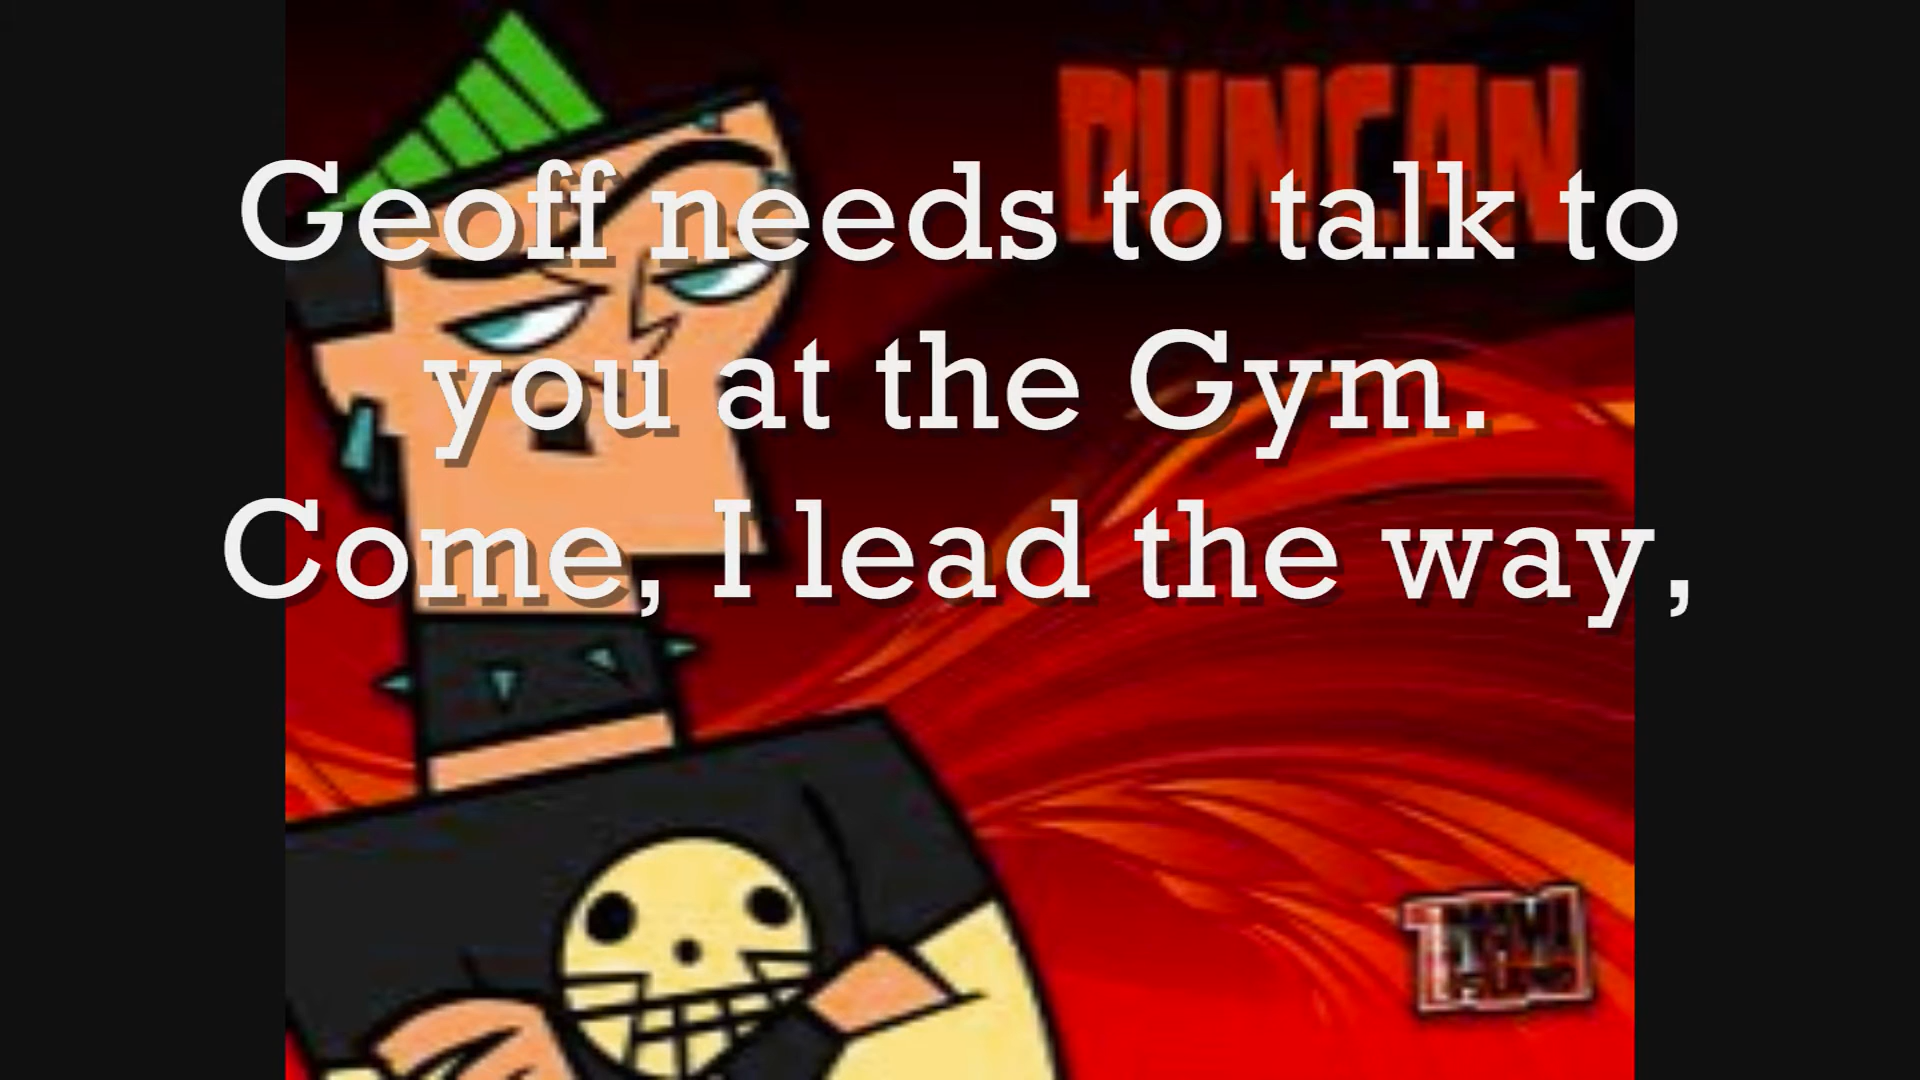 DUNCAN
Geoff needs to talk to
you at the Gym.
Come, I lead the way,